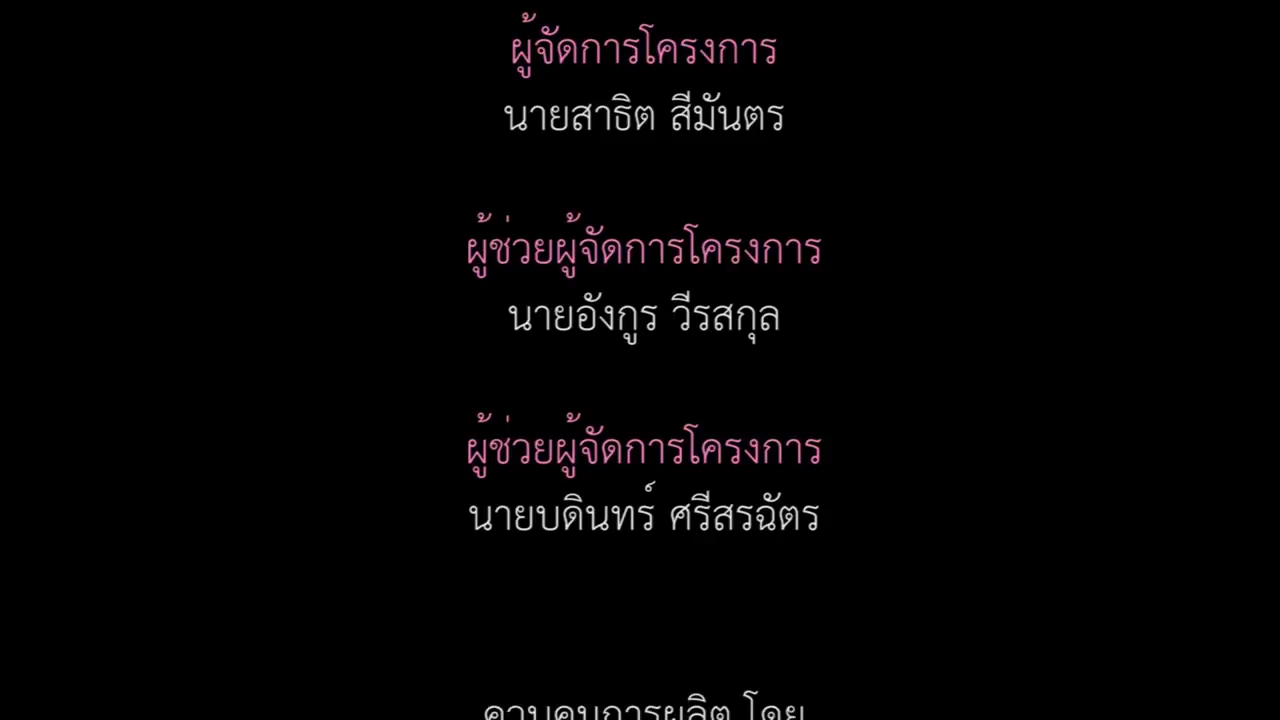 ผู้จัดการโครงการ
นายสาธิต สีมันตร
ผู้ช่วยผู้จัดการโครงการ
นายอังกูร วีรสกุล
ผู้ช่วยผู้จัดการโครงการ
นายบดินทร์ ศรีสรฉัตร
ควบคุมการผลิต โดย